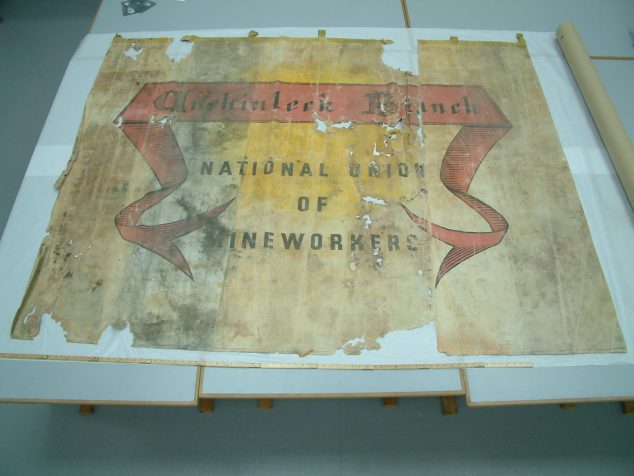 Auchinleck Branch
NATIONAL UNION
OF
MINEWORKERS